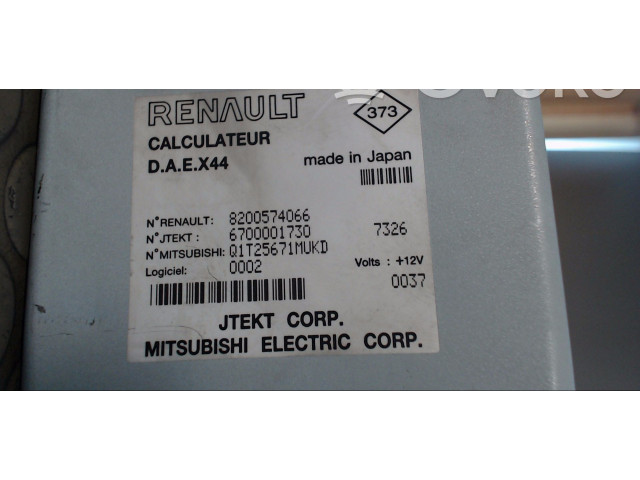 RENAULT 373
CALCULATEUR
D.A.E.X44 made in Japan
N°RENAULT: 8200574066
N°JTEKT : 6700001730 7326
N°MITSUBISHI: Q1T25671MUKD
Logiciel: 0002 Volts : +12V
0037
JTEKT CORP.
MITSUBISHI ELECTRIC CORP.